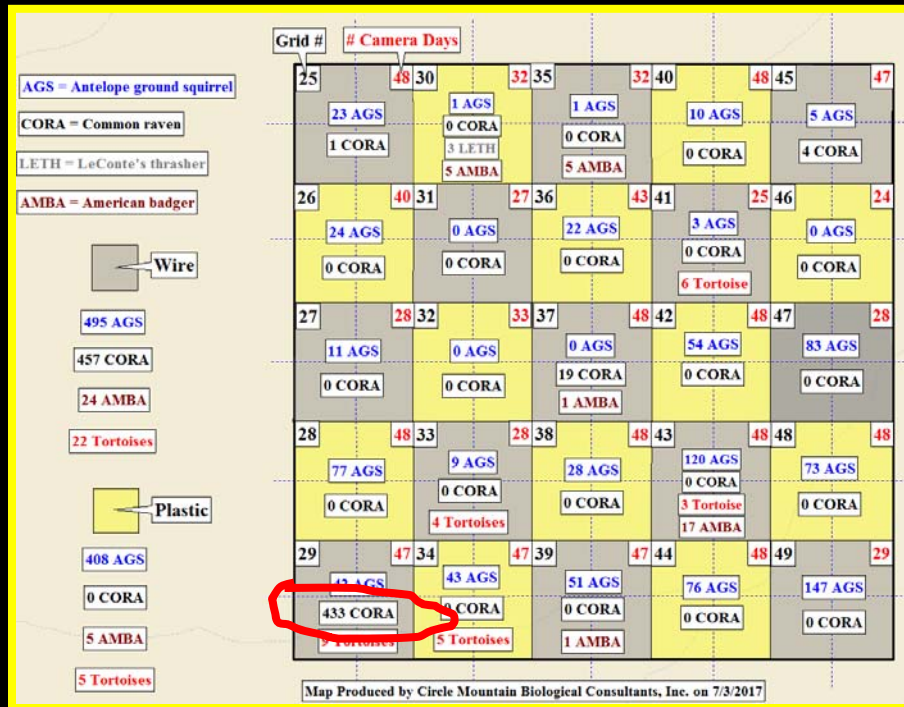 Grid #
# Camera Days
AGS = Antelope ground squirrel
CORA = Common raven
LETH = LeConte's thrasher
AMBA = American badger
Wire
495 AGS
457 CORA
24 AMBA
22 Tortoises
Plastic
408 AGS
0 CORA
5 AMBA
5 Tortoises
25 48
23 AGS
1 CORA
30 32
1 AGS
0 CORA
3 LETH
5 AMBA
35 32
1 AGS
0 CORA
5 AMBA
40 48
10 AGS
0 CORA
45 47
5 AGS
4 CORA
26 40
24 AGS
0 CORA
31 27
0 AGS
0 CORA
36 43
22 AGS
0 CORA
41 25
3 AGS
0 CORA
6 Tortoise
46 24
0 AGS
0 CORA
27 28
11 AGS
0 CORA
32 33
0 AGS
0 CORA
37 48
0 AGS
19 CORA
1 AMBA
42 48
54 AGS
0 CORA
47 28
83 AGS
0 CORA
28 48
77 AGS
0 CORA
33 28
9 AGS
0 CORA
4 Tortoises
38 48
28 AGS
0 CORA
43 48
120 AGS
0 CORA
3 Tortoise
17 AMBA
48 48
73 AGS
0 CORA
29 47
42 AGS
433 CORA
9 Tortoises
34 47
43 AGS
0 CORA
5 Tortoises
39 47
51 AGS
0 CORA
1 AMBA
44 48
76 AGS
0 CORA
49 29
147 AGS
0 CORA
Map Produced by Circle Mountain Biological Consultants, Inc. on 7/3/2017